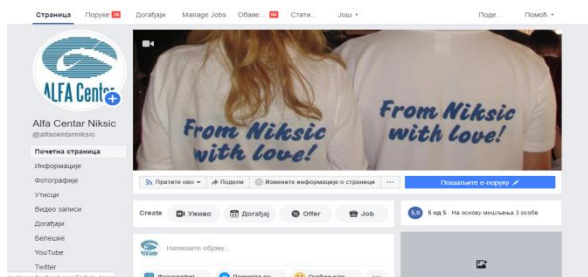 Страница Поруке Догађаји Manage Jobs Обаве... Стати... Још Поде... Помоћ
ALFA Center
From Niksic
with love!
From Niksic
with love!
Alfa Centar Niksic
@alfacentarniksic
Почетна страница
Информације
Фотографије
Утисци
Видео записи
Догађаји
Белешке
YouTube
Twitter
Пратите ово Подели Измените информације о страници ... Пошаљите е-поруку
Create Уживо Догађај Offer Job
5,0 5 од 5 На основу мишљења 3 особе
Напишите објаву...